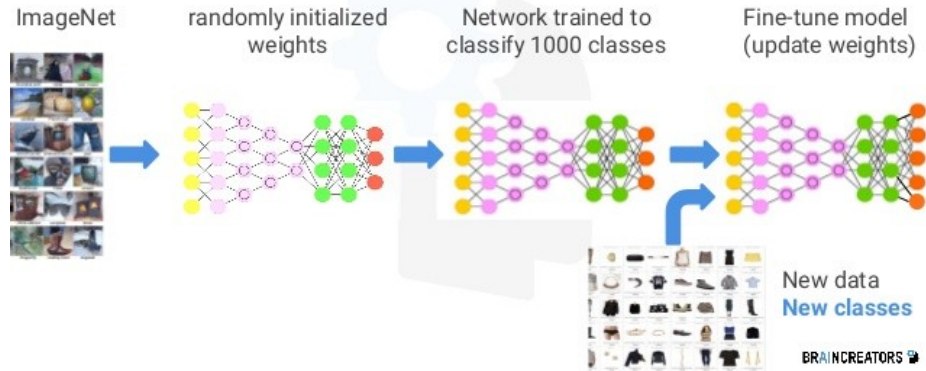 ImageNet
randomly initialized
weights
Network trained to
classify 1000 classes
Fine-tune model
(update weights)
New data
New classes
BRAINCREATORS